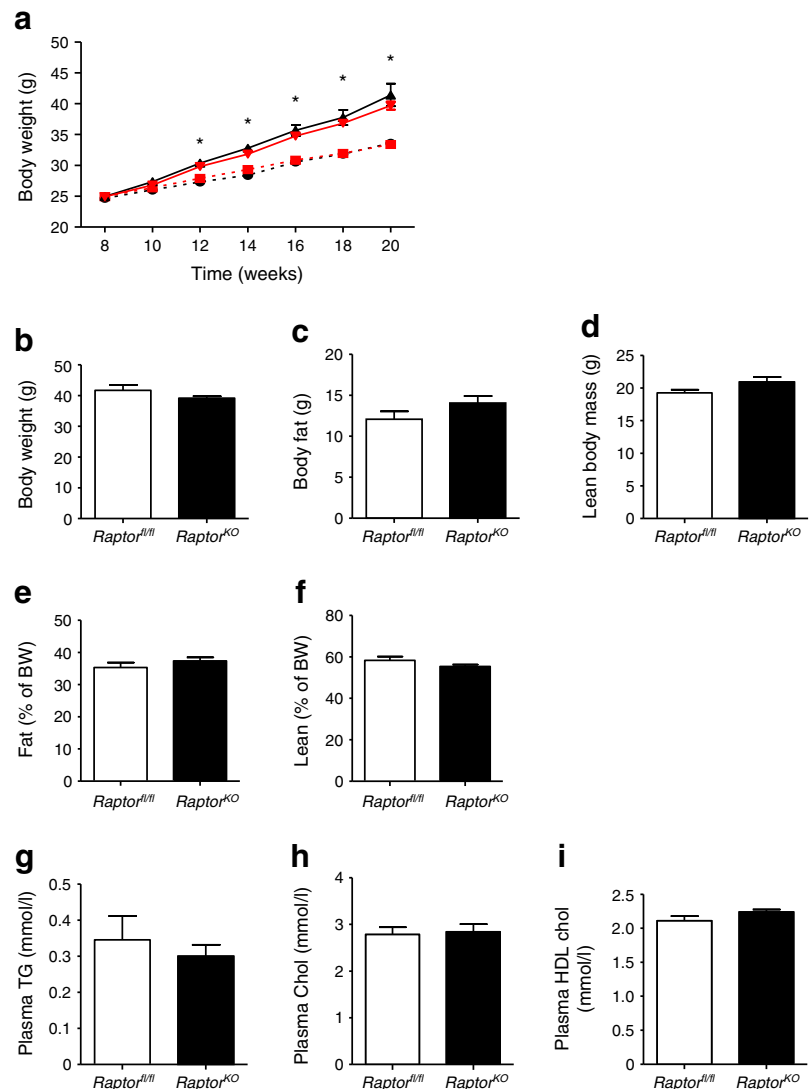 a
Body weight (g)
50
45
40
35
30
25
20
* * * * *
8 10 12 14 16 18 20
Time (weeks)
b
Body weight (g)
50
40
30
20
10
0
Raptorfl/fl RaptorKO
c
Body fat (g)
20
15
10
5
0
Raptorfl/fl RaptorKO
d
Lean body mass (g)
25
20
15
10
5
0
Raptorfl/fl RaptorKO
e
Fat (% of BW)
50
40
30
20
10
0
Raptorfl/fl RaptorKO
f
Lean (% of BW)
80
60
40
20
0
Raptorfl/fl RaptorKO
g
Plasma TG (mmol/l)
0.5
0.4
0.3
0.2
0.1
0
Raptorfl/fl RaptorKO
h
Plasma Chol (mmol/l)
4
3
2
1
0
Raptorfl/fl RaptorKO
i
Plasma HDL chol
(mmol/l)
2.5
2.0
1.5
1.0
0.5
0
Raptorfl/fl RaptorKO